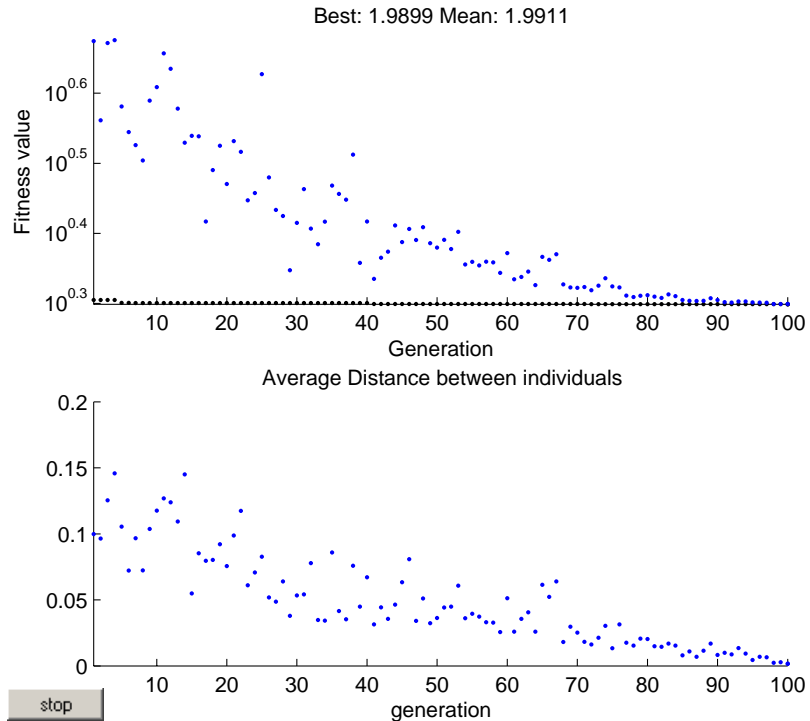 Best: 1.9899 Mean: 1.9911
Fitness value
10^0.6
10^0.5
10^0.4
10^0.3
10 20 30 40 50 60 70 80 90 100
Generation
Average Distance between individuals
0.2
0.15
0.1
0.05
0
10 20 30 40 50 60 70 80 90 100
generation
stop